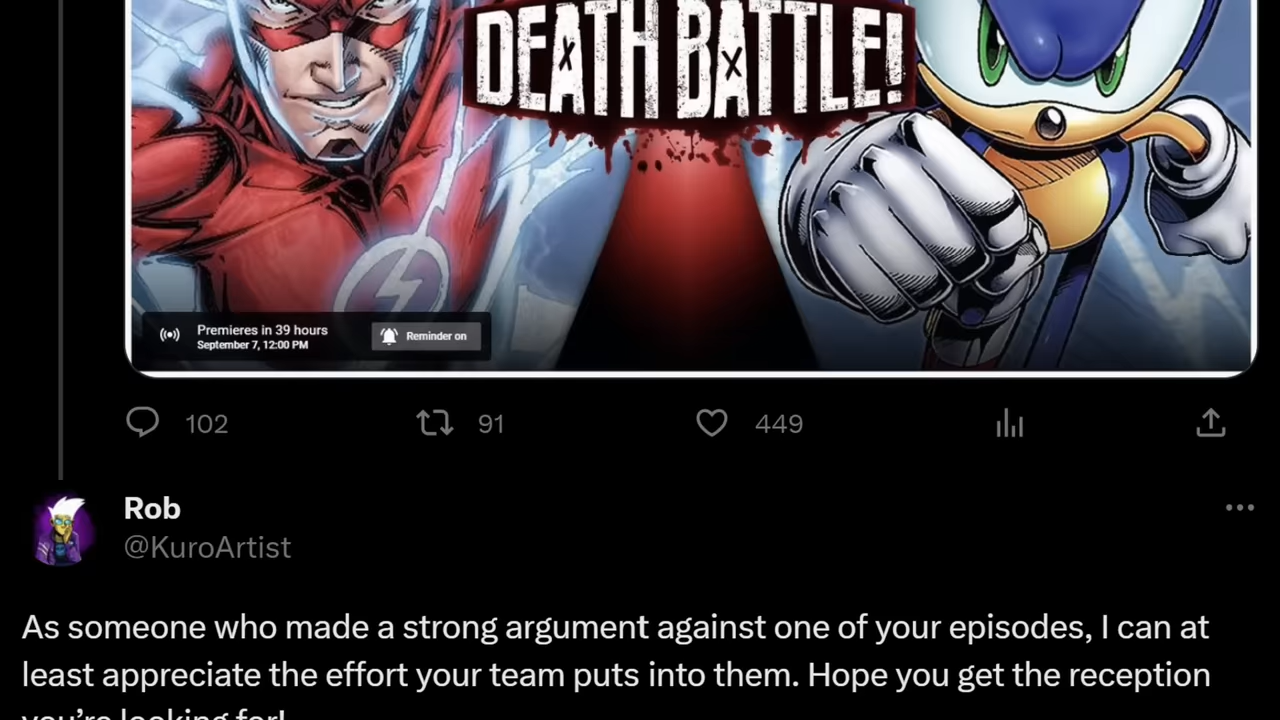 DEATH BATTLE!
Premieres in 39 hours
September 7, 12:00 PM
Reminder on
102
91
449
Rob
@KuroArtist
As someone who made a strong argument against one of your episodes, I can at
least appreciate the effort your team puts into them. Hope you get the reception
you're looking for!